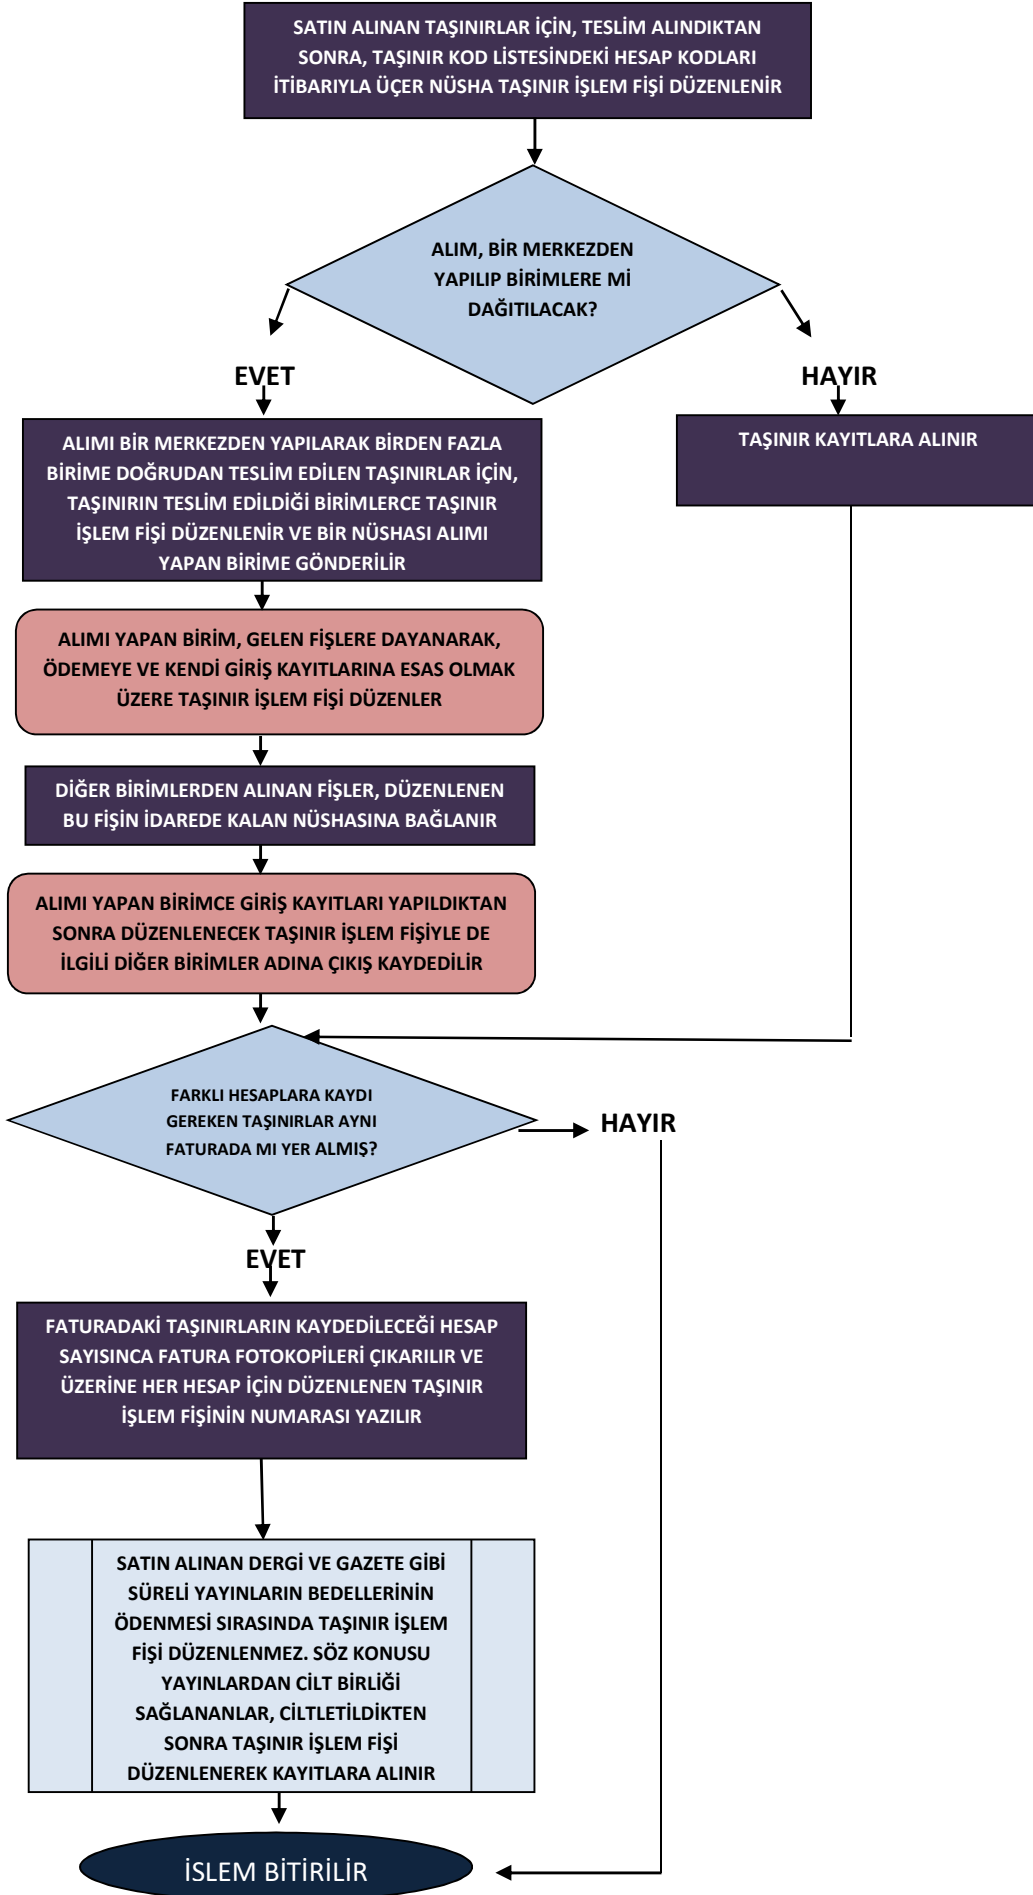 SATIN ALINAN TAŞINIRLAR İÇİN, TESLİM ALINDIKTAN
SONRA, TAŞINIR KOD LİSTESİNDEKİ HESAP KODLARI
İTİBARIYLA ÜÇER NÜSHA TAŞINIR İŞLEM FİŞİ DÜZENLENİR
ALIM, BİR MERKEZDEN
YAPILIP BİRİMLERE Mİ
DAĞITILACAK?
EVET
HAYIR
ALIMI BİR MERKEZDEN YAPILARAK BİRDEN FAZLA
BİRİME DOĞRUDAN TESLİM EDİLEN TAŞINIRLAR İÇİN,
TAŞINIRIN TESLİM EDİLDİĞİ BİRİMLERCE TAŞINIR
İŞLEM FİŞİ DÜZENLENİR VE BİR NÜSHASI ALIMI
YAPAN BİRİME GÖNDERİLİR
TAŞINIR KAYITLARA ALINIR
ALIMI YAPAN BİRİM, GELEN FİŞLERE DAYANARAK,
ÖDEMEYE VE KENDİ GİRİŞ KAYITLARINA ESAS OLMAK
ÜZERE TAŞINIR İŞLEM FİŞİ DÜZENLER
DİĞER BİRİMLERDEN ALINAN FİŞLER, DÜZENLENEN
BU FİŞİN İDAREDE KALAN NÜSHASINA BAĞLANIR
ALIMI YAPAN BİRİMCE GİRİŞ KAYITLARI YAPILDIKTAN
SONRA DÜZENLENECEK TAŞINIR İŞLEM FİŞİYLE DE
İLGİLİ DİĞER BİRİMLER ADINA ÇIKIŞ KAYDEDİLİR
FARKLI HESAPLARA KAYDI
GEREKEN TAŞINIRLAR AYNI
FATURADA MI YER ALMIŞ?
HAYIR
EVET
FATURADAKİ TAŞINIRLARIN KAYDEDİLECEĞİ HESAP
SAYISINCA FATURA FOTOKOPİLERİ ÇIKARILIR VE
ÜZERİNE HER HESAP İÇİN DÜZENLENEN TAŞINIR
İŞLEM FİŞİNİN NUMARASI YAZILIR
SATIN ALINAN DERGİ VE GAZETE GİBİ
SÜRELİ YAYINLARIN BEDELLERİNİN
ÖDENMESİ SIRASINDA TAŞINIR İŞLEM
FİŞİ DÜZENLENMEZ. SÖZ KONUSU
YAYINLARDAN CİLT BİRLİĞİ
SAĞLANANLAR, CİLTLETİLDİKTEN
SONRA TAŞINIR İŞLEM FİŞİ
DÜZENLENEREK KAYITLARA ALINIR
İSLEM BİTİRİLİR